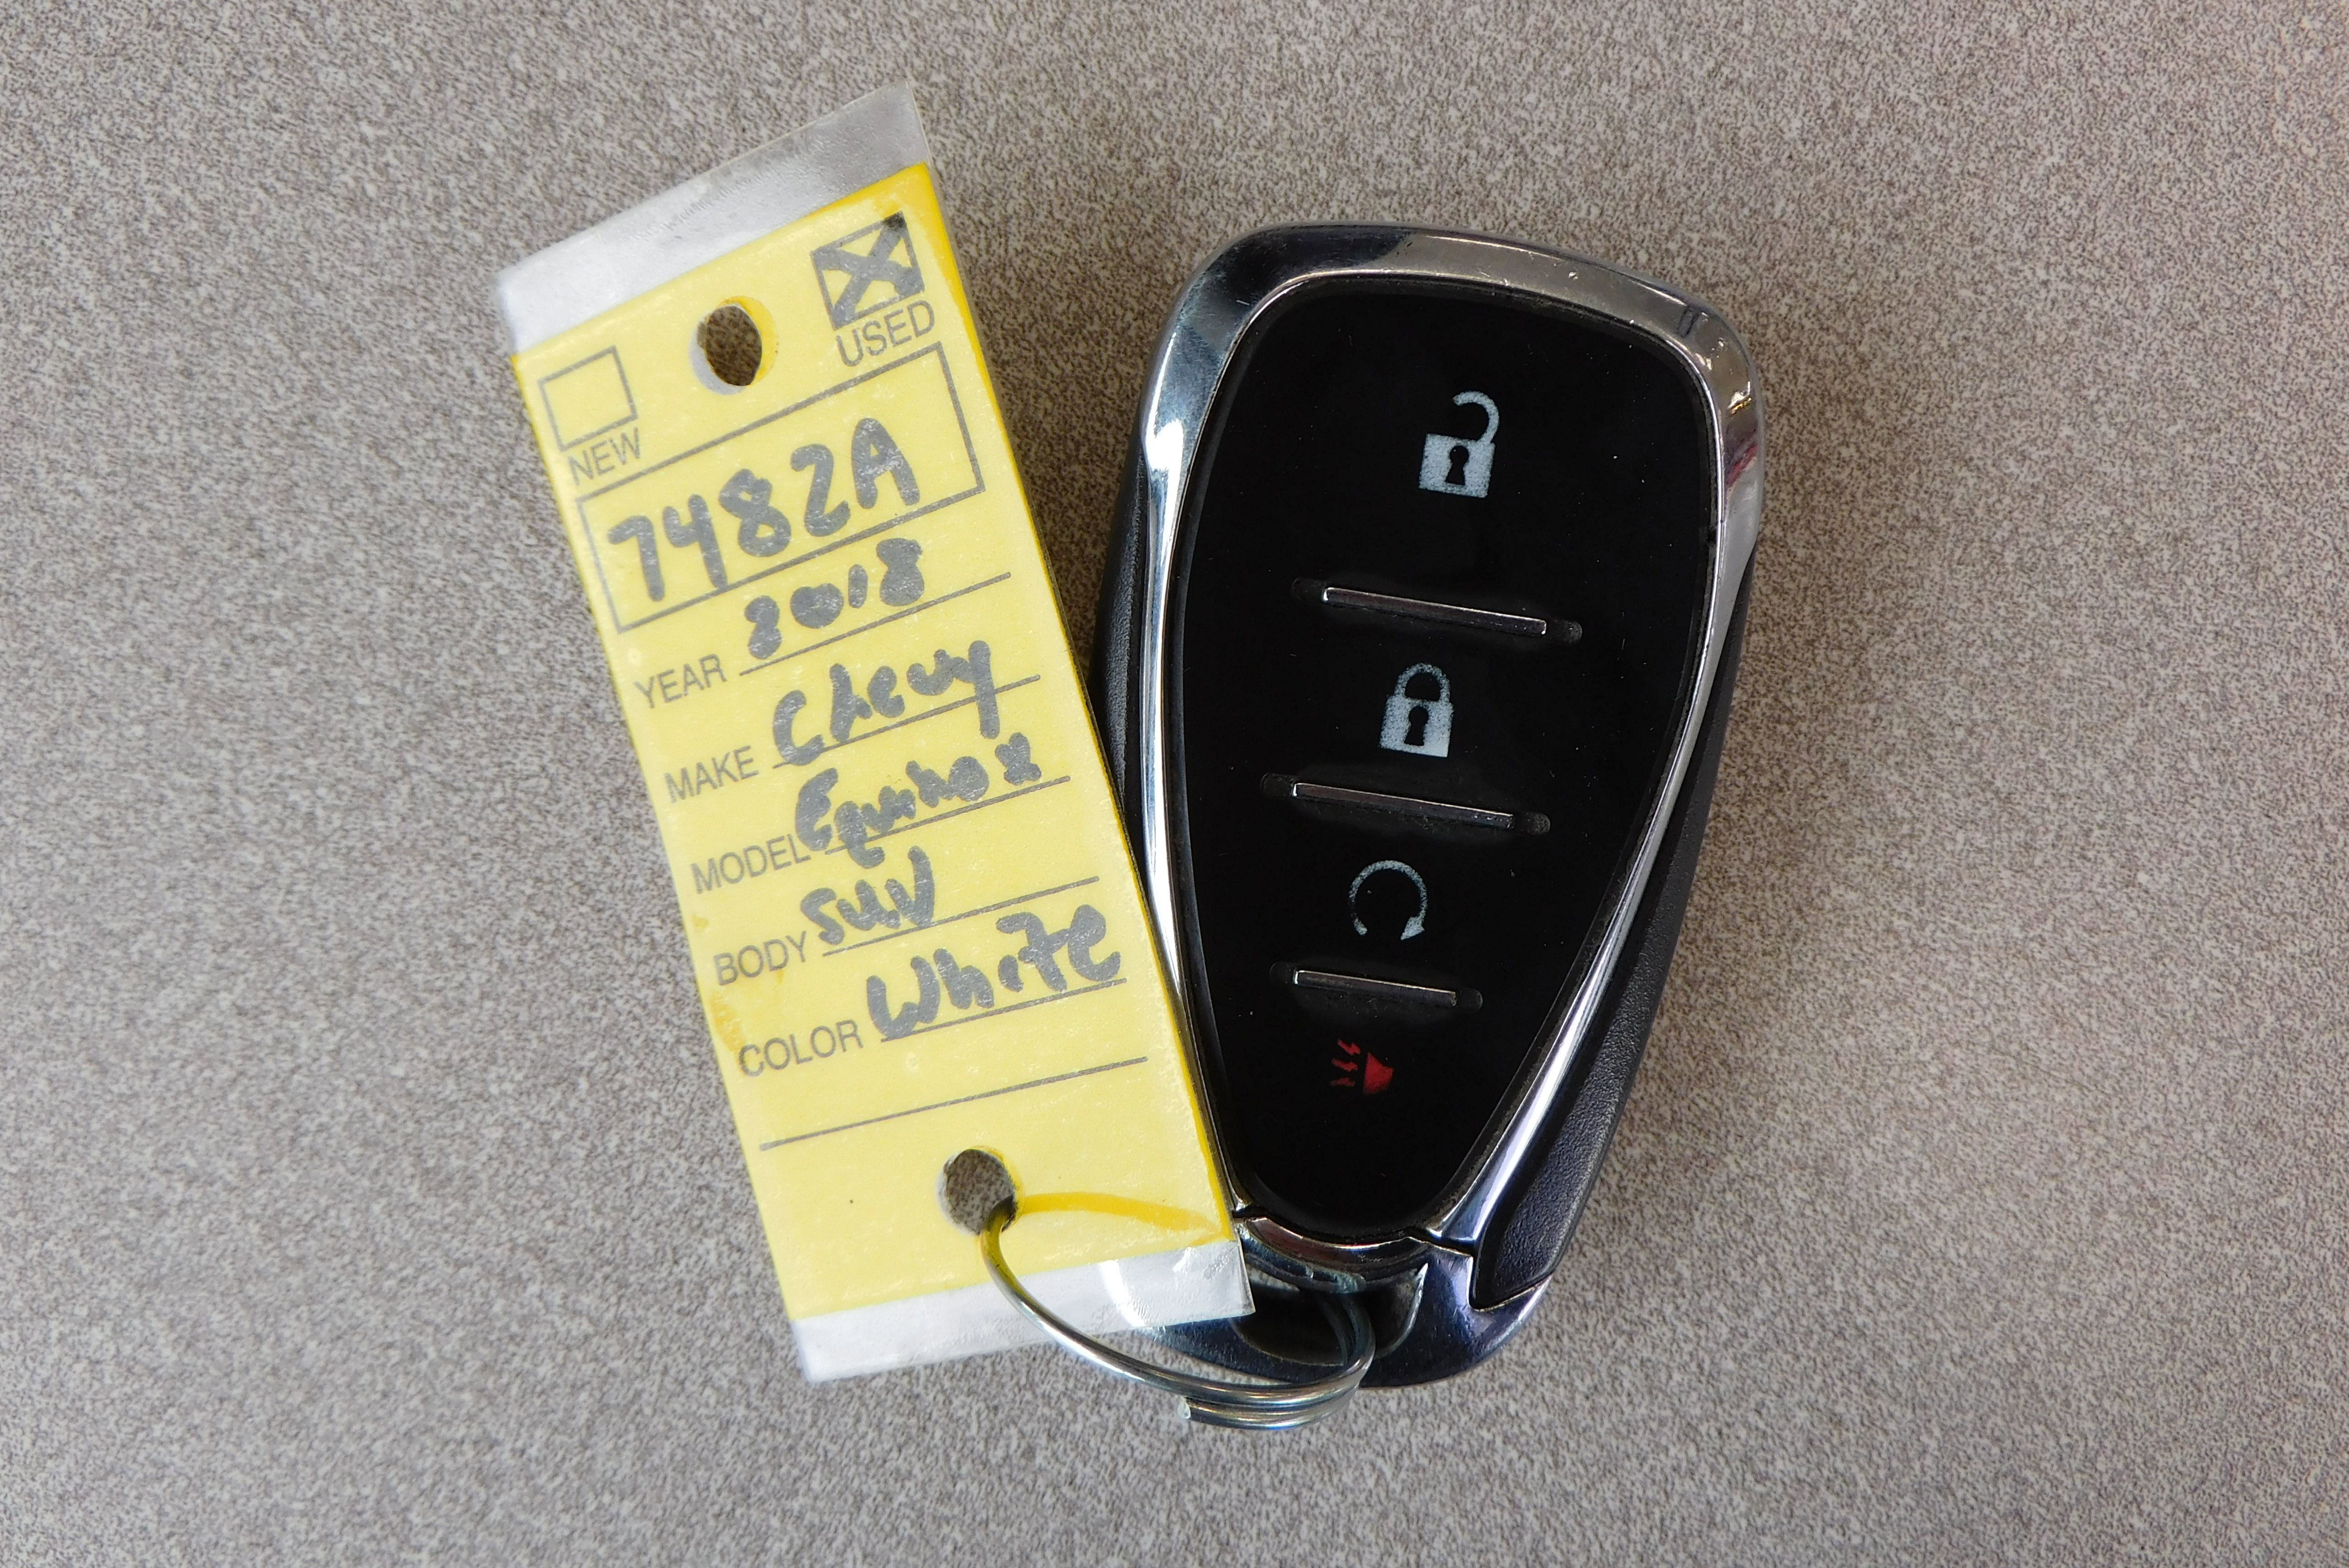 USED
NEW
7482A
YEAR 2018
MAKE Chevy
MODEL Equinox
BODY SUV
COLOR White